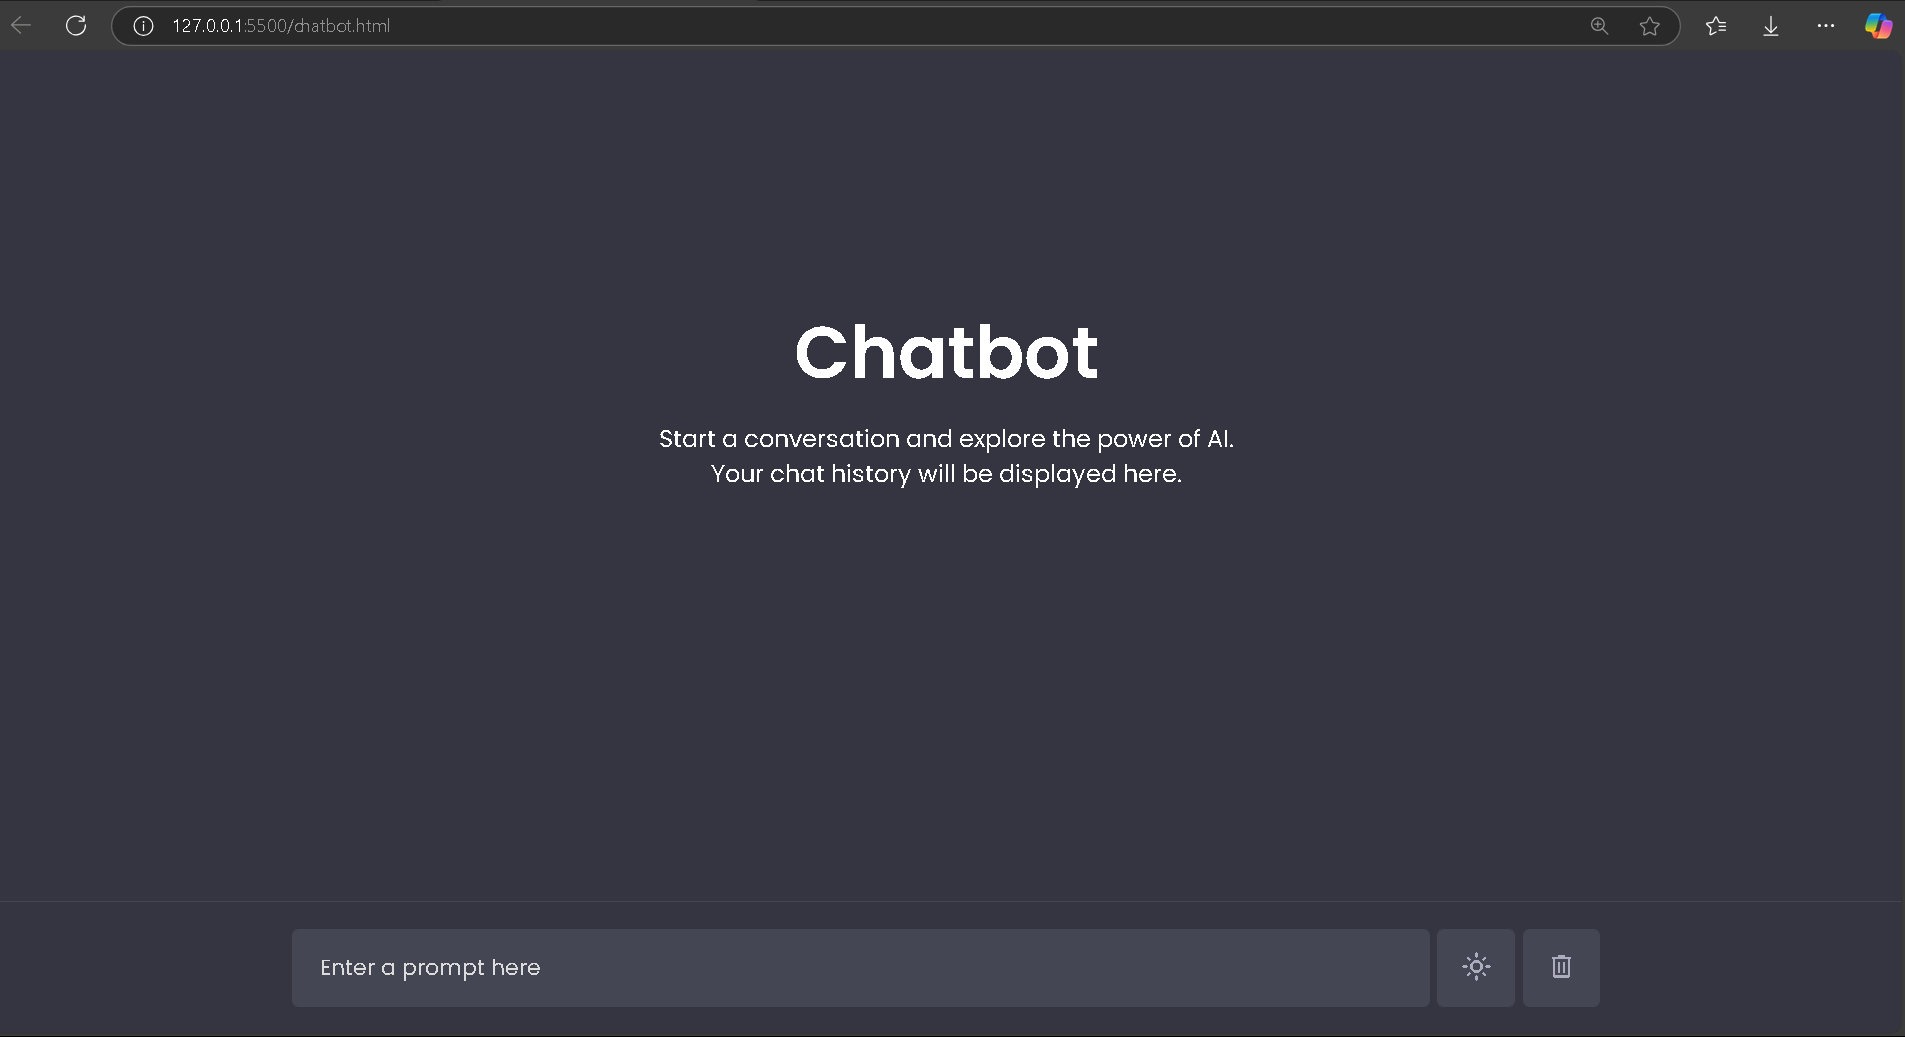 127.0.0.1:5500/chatbot.html
Chatbot
Start a conversation and explore the power of AI.
Your chat history will be displayed here.
Enter a prompt here